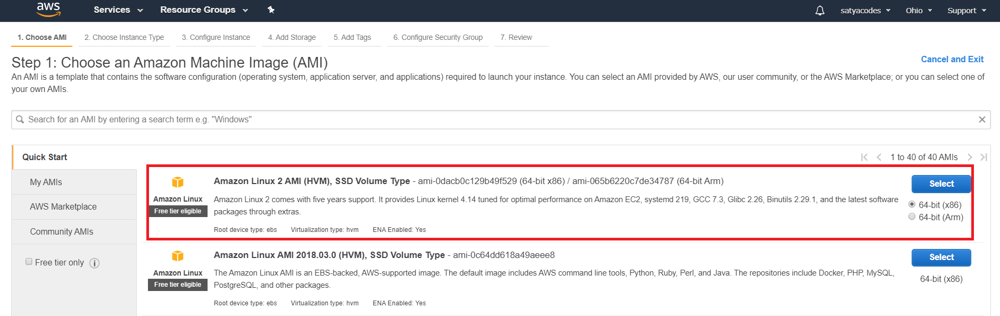 aws Services Resource Groups satyacodes Ohio Support
1. Choose AMI 2. Choose Instance Type 3. Configure Instance 4. Add Storage 5. Add Tags 6. Configure Security Group 7. Review
Step 1: Choose an Amazon Machine Image (AMI)
Cancel and Exit
An AMI is a template that contains the software configuration (operating system, application server, and applications) required to launch your instance. You can select an AMI provided by AWS, our user community, or the AWS Marketplace; or you can select one of
your own AMIs.
Search for an AMI by entering a search term e.g. "Windows"
Quick Start
My AMIs
AWS Marketplace
Community AMIs
Free tier only
1 to 40 of 40 AMIs
Amazon Linux
Free tier eligible
Amazon Linux 2 AMI (HVM), SSD Volume Type - ami-0dacb0c129b49f529 (64-bit x86) / ami-065b6220c7de34787 (64-bit Arm)
Amazon Linux 2 comes with five years support. It provides Linux kernel 4.14 tuned for optimal performance on Amazon EC2, systemd 219, GCC 7.3, Glibc 2.26, Binutils 2.29.1, and the latest software
packages through extras.
Root device type: ebs Virtualization type: hvm ENA Enabled: Yes
Select
64-bit (x86)
64-bit (Arm)
Amazon Linux
Free tier eligible
Amazon Linux AMI 2018.03.0 (HVM), SSD Volume Type - ami-0c64dd618a49aeee8
The Amazon Linux AMI is an EBS-backed, AWS-supported image. The default image includes AWS command line tools, Python, Ruby, Perl, and Java. The repositories include Docker, PHP, MySQL,
PostgreSQL, and other packages.
Root device type: ebs Virtualization type: hvm ENA Enabled: Yes
Select
64-bit (x86)